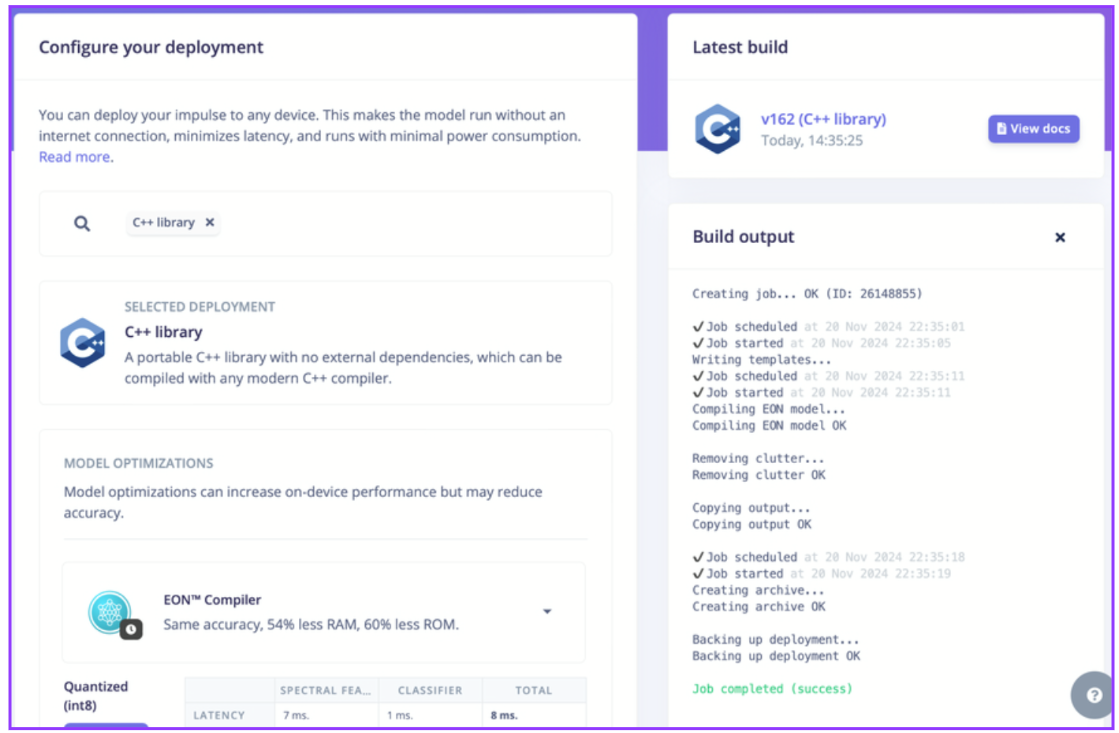 Configure your deployment
You can deploy your impulse to any device. This makes the model run without an
internet connection, minimizes latency, and runs with minimal power consumption.
Read more.
C++ library ×
SELECTED DEPLOYMENT
C++ library
A portable C++ library with no external dependencies, which can be
compiled with any modern C++ compiler.
MODEL OPTIMIZATIONS
Model optimizations can increase on-device performance but may reduce
accuracy.
EON™ Compiler
Same accuracy, 54% less RAM, 60% less ROM.
Quantized
(int8)
SPECTRAL FEA... CLASSIFIER TOTAL
LATENCY 7 ms. 1 ms. 8 ms.
Latest build
v162 (C++ library)
Today, 14:35:25
View docs
Build output ×
Creating job... OK (ID: 26148855)
✓Job scheduled at 20 Nov 2024 22:35:01
✓Job started at 20 Nov 2024 22:35:05
Writing templates...
✓Job scheduled at 20 Nov 2024 22:35:11
✓Job started at 20 Nov 2024 22:35:11
Compiling EON model...
Compiling EON model OK
Removing clutter...
Removing clutter OK
Copying output...
Copying output OK
✓Job scheduled at 20 Nov 2024 22:35:18
✓Job started at 20 Nov 2024 22:35:19
Creating archive...
Creating archive OK
Backing up deployment...
Backing up deployment OK
Job completed (success)
?